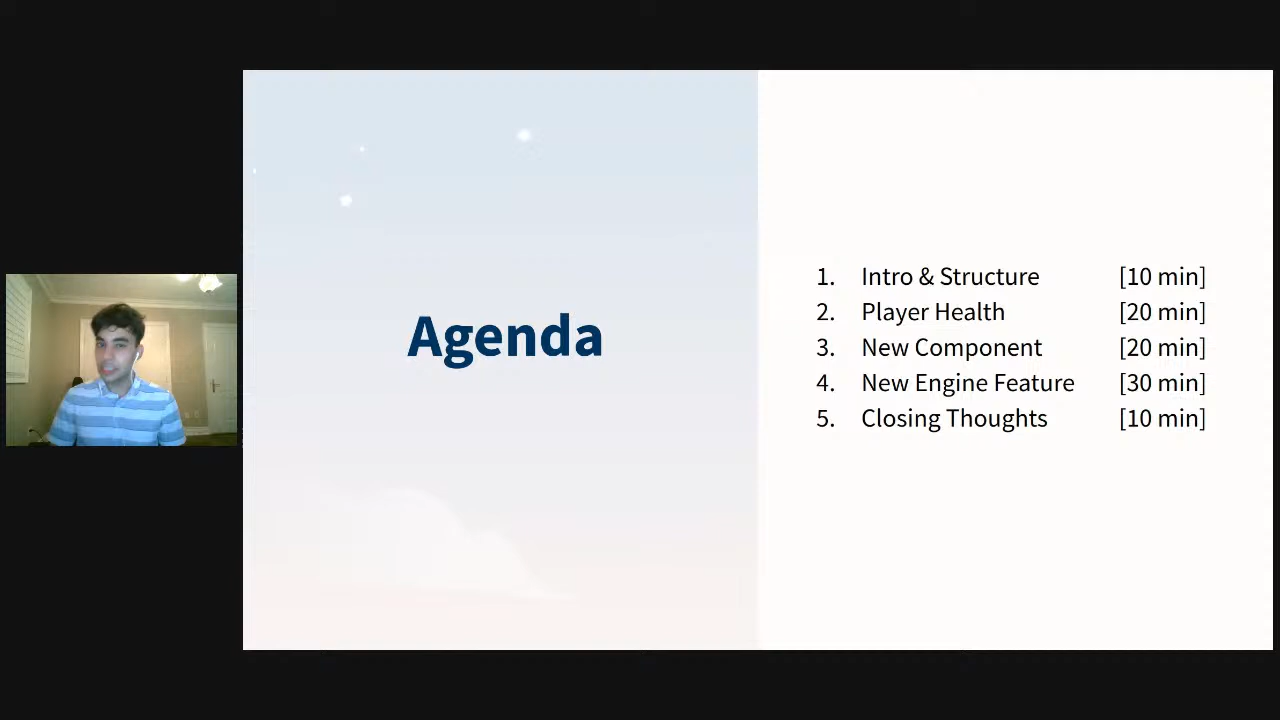 Agenda
1. Intro & Structure [10 min]
2. Player Health [20 min]
3. New Component [20 min]
4. New Engine Feature [30 min]
5. Closing Thoughts [10 min]